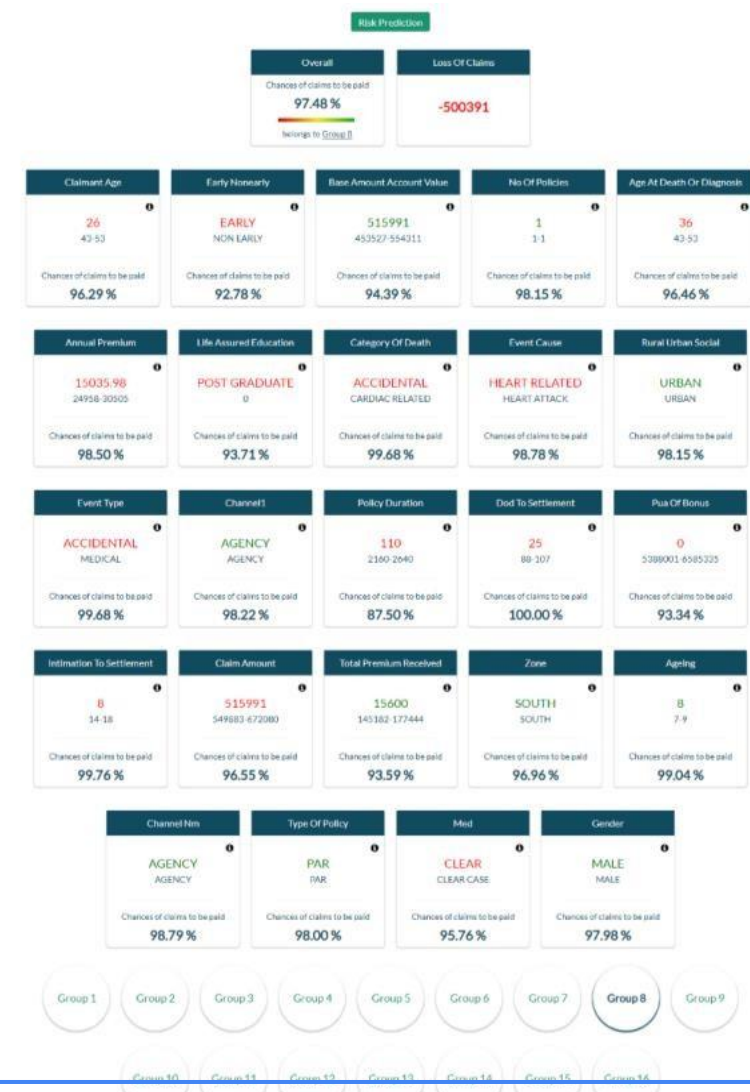 Risk Prediction
Overall
Chances of claims to be paid
97.48 %
belongs to Group 8
Loss Of Claims
-500391
Claimant Age
26
43-53
Chances of claims to be paid
96.29 %
Early Nonearly
EARLY
NON EARLY
Chances of claims to be paid
92.78 %
Base Amount Account Value
515991
453527-554311
Chances of claims to be paid
94.39 %
No Of Policies
1
1-1
Chances of claims to be paid
98.15 %
Age At Death Or Diagnosis
36
43-53
Chances of claims to be paid
96.46 %
Annual Premium
15035.98
24958-30505
Chances of claims to be paid
98.50 %
Life Assured Education
POST GRADUATE
0
Chances of claims to be paid
93.71 %
Category Of Death
ACCIDENTAL
CARDIAC RELATED
Chances of claims to be paid
99.68 %
Event Cause
HEART RELATED
HEART ATTACK
Chances of claims to be paid
98.78 %
Rural Urban Social
URBAN
URBAN
Chances of claims to be paid
98.15 %
Event Type
ACCIDENTAL
MEDICAL
Chances of claims to be paid
99.68 %
Channel1
AGENCY
AGENCY
Chances of claims to be paid
98.22 %
Policy Duration
110
2160-2640
Chances of claims to be paid
87.50 %
Dod To Settlement
25
88-107
Chances of claims to be paid
100.00 %
Pua Of Bonus
0
5388001-6585335
Chances of claims to be paid
93.34 %
Intimation To Settlement
8
14-18
Chances of claims to be paid
99.76 %
Claim Amount
515991
549883-672080
Chances of claims to be paid
96.55 %
Total Premium Received
15600
145182-177444
Chances of claims to be paid
93.59 %
Zone
SOUTH
SOUTH
Chances of claims to be paid
96.96 %
Ageing
8
7-9
Chances of claims to be paid
99.04 %
Channel Nm
AGENCY
AGENCY
Chances of claims to be paid
98.79 %
Type Of Policy
PAR
PAR
Chances of claims to be paid
98.00 %
Med
CLEAR
CLEAR CASE
Chances of claims to be paid
95.76 %
Gender
MALE
MALE
Chances of claims to be paid
97.98 %
Group 1
Group 2
Group 3
Group 4
Group 5
Group 6
Group 7
Group 8
Group 9
Group 10
Group 11
Group 12
Group 13
Group 14
Group 15
Group 16